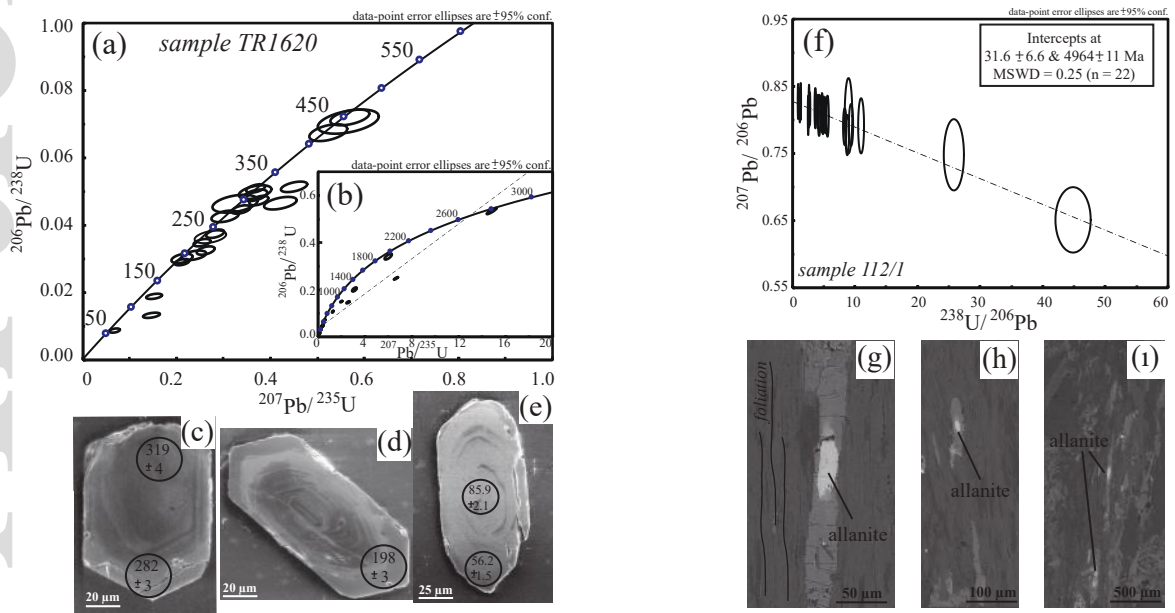 data-point error ellipses are ±95% conf.
(a)
sample TR1620
1.00
0.08
0.06
0.04
0.02
0.00
206Pb/238U
0
0.2
0.4
0.6
0.8
1.0
207Pb/235U
50
150
250
350
450
550
data-point error ellipses are ±95% conf.
(b)
0.6
0.4
0.2
0.0
206Pb/238U
0
4
8
12
16
20
207Pb/235U
1000
1400
1800
2200
2600
3000
(c)
319
±4
282
±3
20 µm
(d)
198
±3
20 µm
(e)
85.9
±2.1
56.2
±1.5
25 µm
data-point error ellipses are ±95% conf.
(f)
Intercepts at
31.6 ±6.6 & 4964±11 Ma
MSWD = 0.25 (n = 22)
0.95
0.85
0.75
0.65
0.55
207Pb/206Pb
sample 112/1
0
10
20
30
40
50
60
238U/206Pb
(g)
foliation
allanite
50 µm
(h)
allanite
100 µm
(ı)
allanite
500 µm